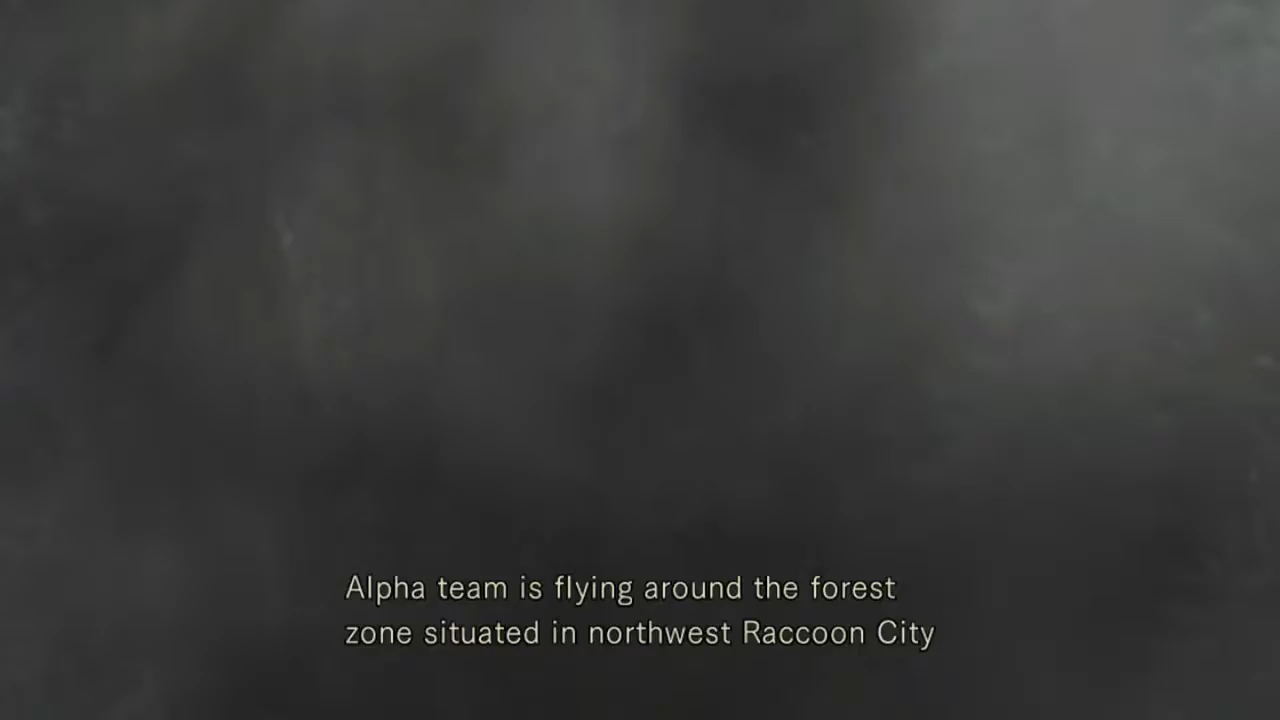 Alpha team is flying around the forest
zone situated in northwest Raccoon City